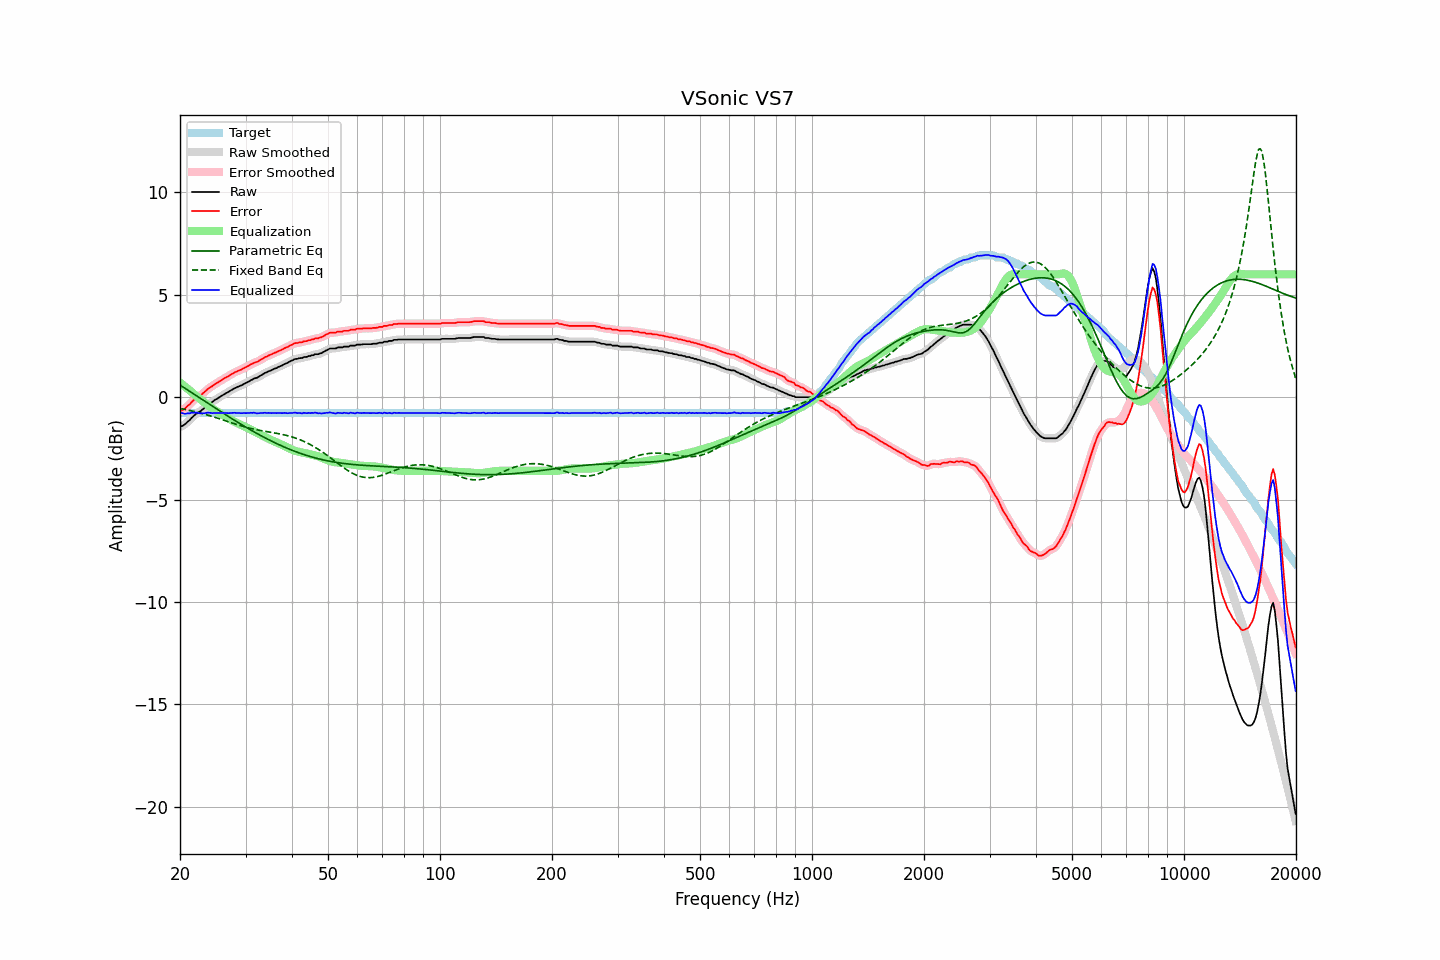 VSonic VS7
Target
Raw Smoothed
Error Smoothed
Raw
Error
Equalization
Parametric Eq
Fixed Band Eq
Equalized
Amplitude (dBr)
10
5
0
−5
−10
−15
−20
20
50
100
200
500
1000
2000
5000
10000
20000
Frequency (Hz)